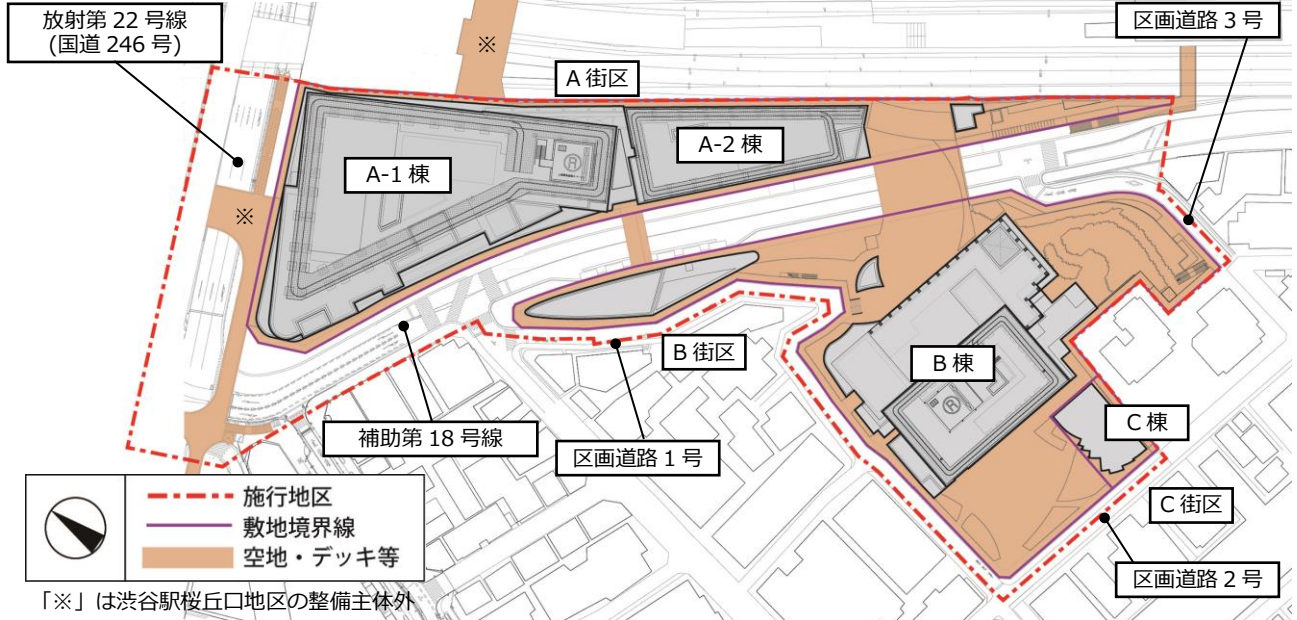 放射第 22 号線
(国道 246 号)
※
A 街区
区画道路 3 号
A-1 棟
A-2 棟
※
B 街区
B 棟
C 棟
補助第 18 号線
区画道路 1 号
C 街区
区画道路 2 号
施行地区
敷地境界線
空地・デッキ等
「※」は渋谷駅桜丘口地区の整備主体外
R
R